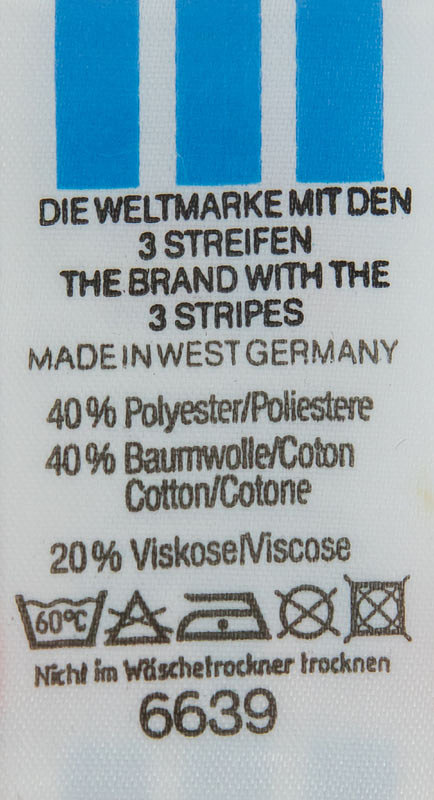 DIE WELTMARKE MIT DEN
3 STREIFEN
THE BRAND WITH THE
3 STRIPES
MADE IN WEST GERMANY
40% Polyester/Poliestere
40% Baumwolle/Coton
Cotton/Cotone
20% Viskose/Viscose
60°C
Nicht im Wäschetrockner trocknen
6639